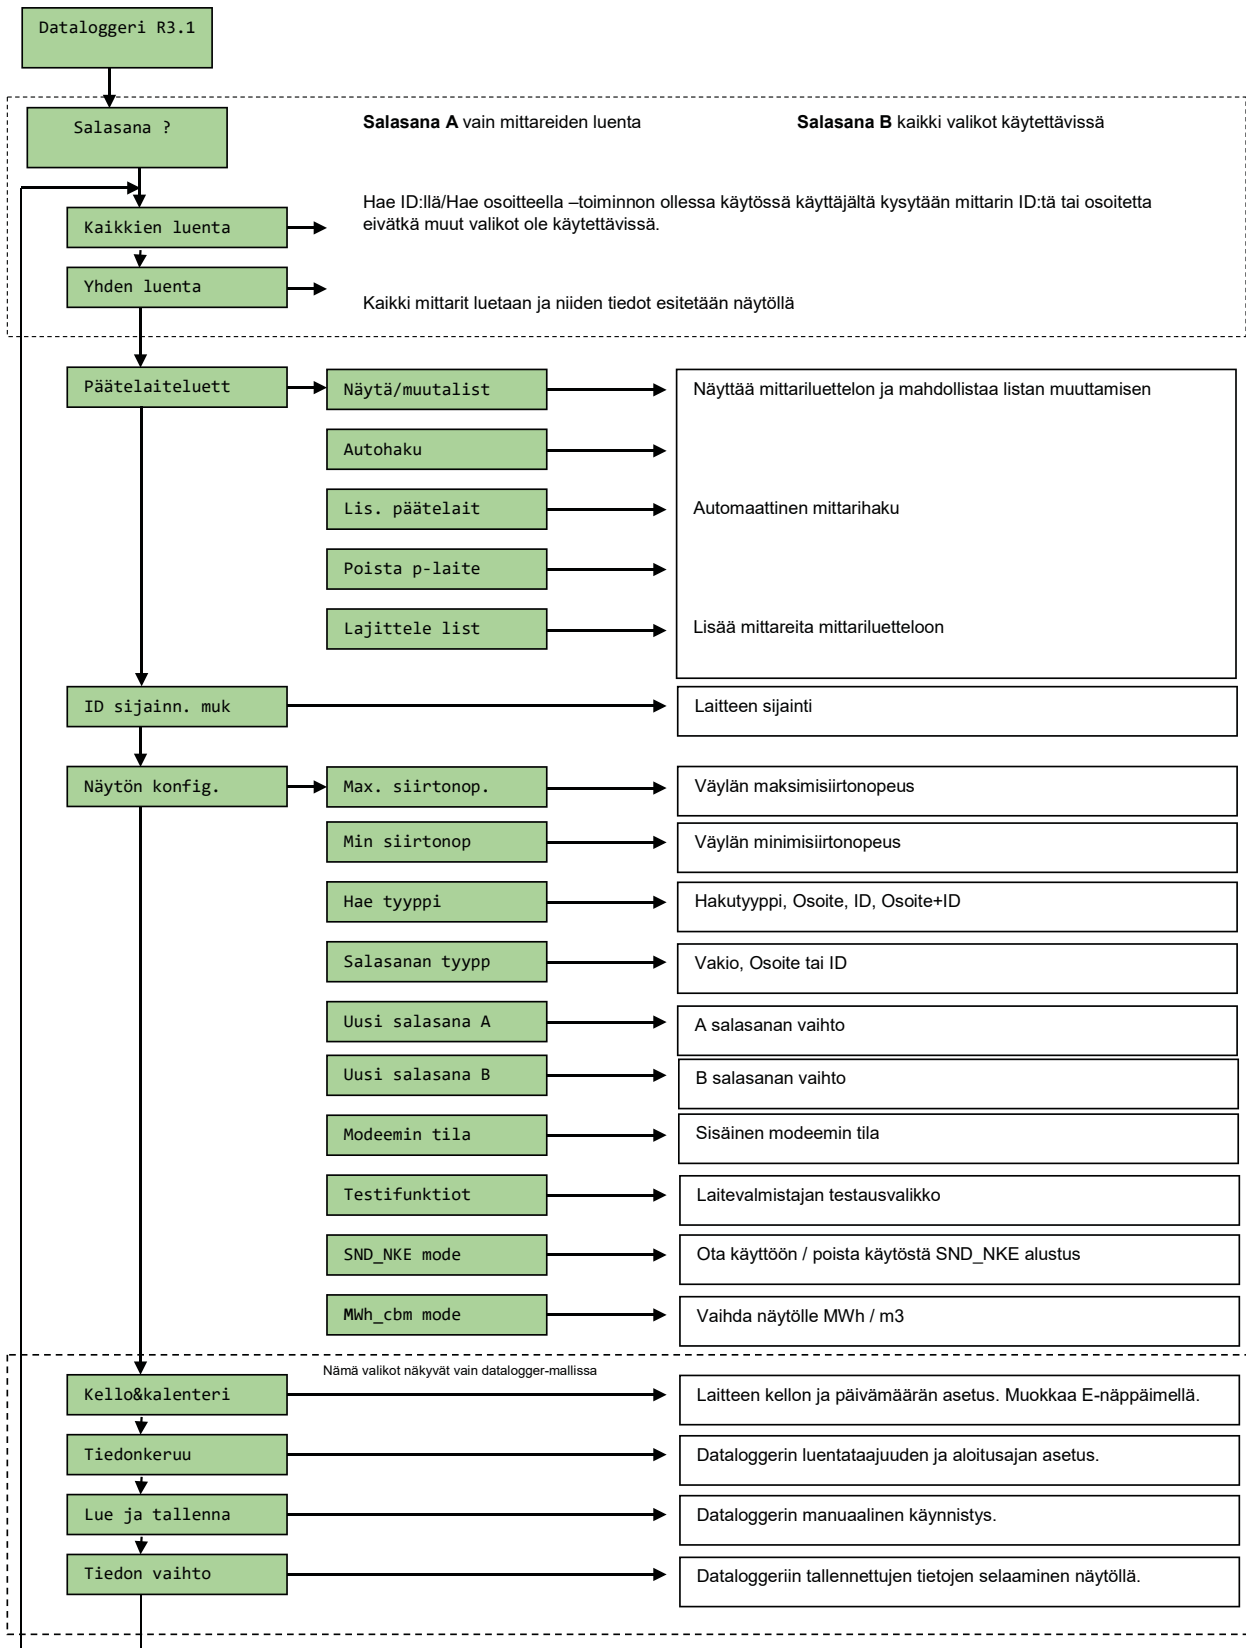 Dataloggeri R3.1
Salasana ?
Salasana A vain mittareiden luenta
Salasana B kaikki valikot käytettävissä
Hae ID:llä/Hae osoitteella –toiminnon ollessa käytössä käyttäjältä kysytään mittarin ID:tä tai osoitetta
eivätkä muut valikot ole käytettävissä.
Kaikkien luenta
Yhden luenta
Kaikki mittarit luetaan ja niiden tiedot esitetään näytöllä
Päätelaiteluett
Näytä/muutalist
Näyttää mittariluettelon ja mahdollistaa listan muuttamisen
Autohaku
Lis. päätelait
Automaattinen mittarihaku
Poista p-laite
Lajittele list
Lisää mittareita mittariluetteloon
ID sijainn. muk
Laitteen sijainti
Näytön konfig.
Max. siirtonop.
Väylän maksimisiirtonopeus
Min siirtonop
Väylän minimisiirtonopeus
Hae tyyppi
Hakutyyppi, Osoite, ID, Osoite+ID
Salasanan tyypp
Vakio, Osoite tai ID
Uusi salasana A
A salasanan vaihto
Uusi salasana B
B salasanan vaihto
Modeemin tila
Sisäinen modeemin tila
Testifunktiot
Laitevalmistajan testausvalikko
SND_NKE mode
Ota käyttöön / poista käytöstä SND_NKE alustus
MWh_cbm mode
Vaihda näytölle MWh / m3
Nämä valikot näkyvät vain datalogger-mallissa
Kello&kalenteri
Laitteen kellon ja päivämäärän asetus. Muokkaa E-näppäimellä.
Tiedonkeruu
Dataloggerin luentataajuuden ja aloitusajan asetus.
Lue ja tallenna
Dataloggerin manuaalinen käynnistys.
Tiedon vaihto
Dataloggeriin tallennettujen tietojen selaaminen näytöllä.